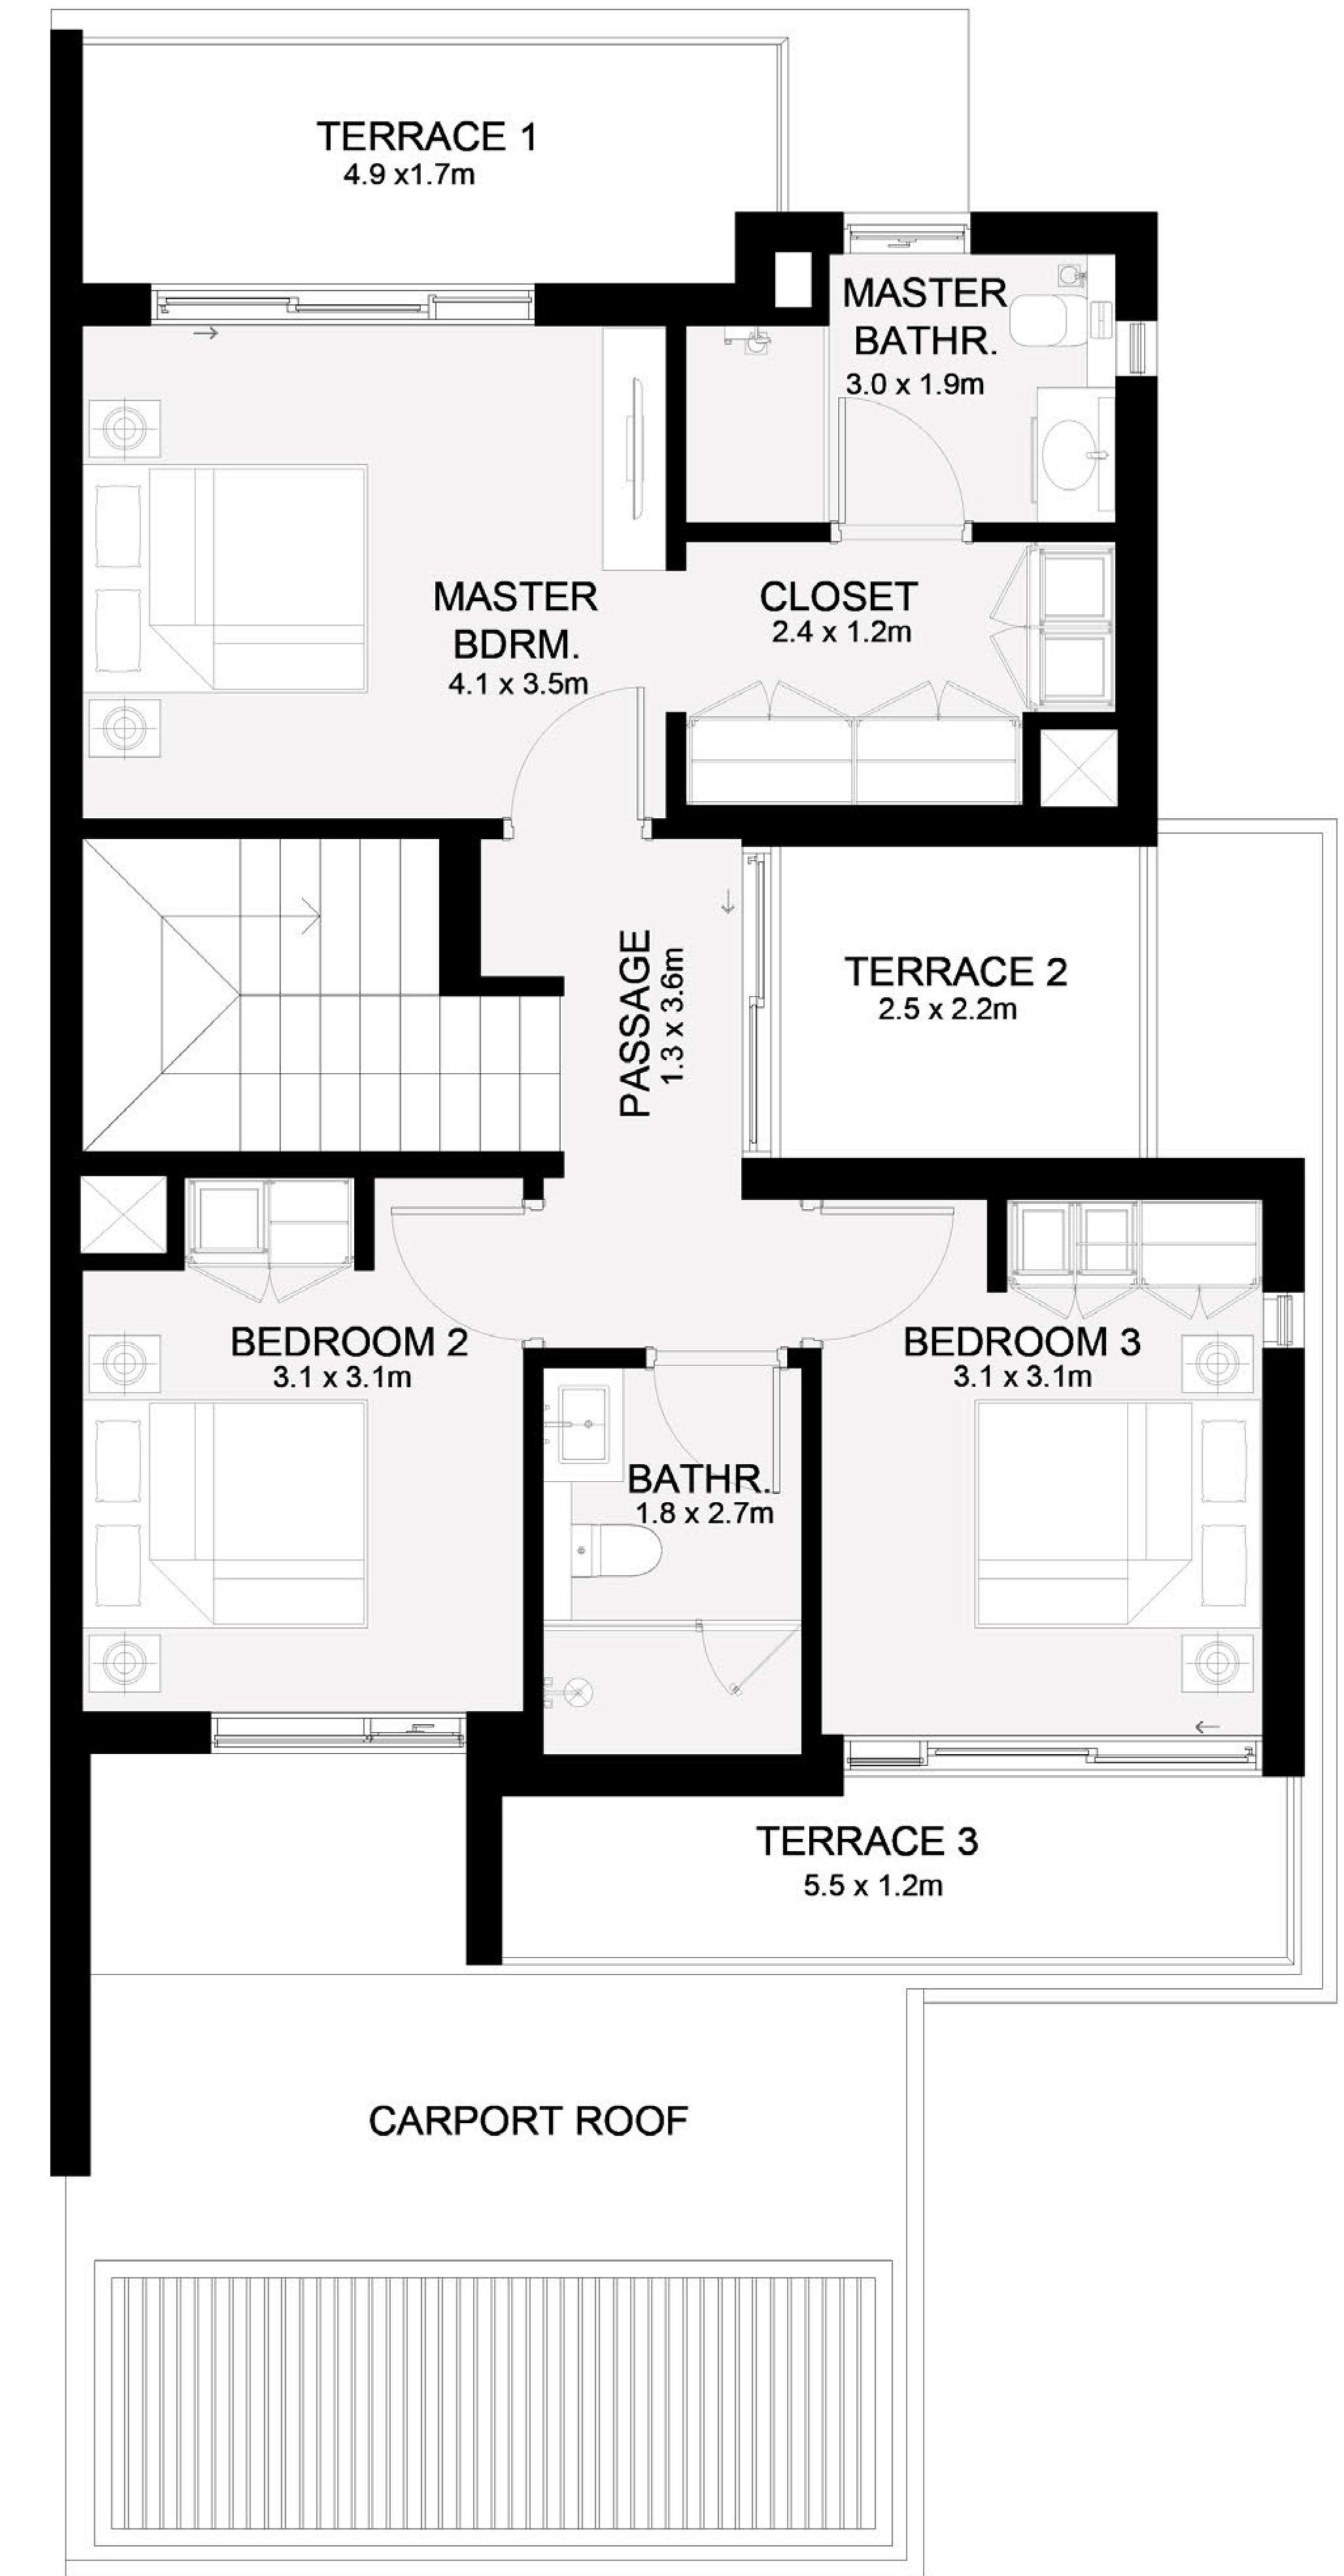 TERRACE 1
4.9 x1.7m
MASTER
BATHR.
3.0 x 1.9m
MASTER
BDRM.
4.1 x 3.5m
CLOSET
2.4 x 1.2m
PASSAGE
1.3 x 3.6m
TERRACE 2
2.5 x 2.2m
BEDROOM 2
3.1 x 3.1m
BEDROOM 3
3.1 x 3.1m
BATHR.
1.8 x 2.7m
TERRACE 3
5.5 x 1.2m
CARPORT ROOF